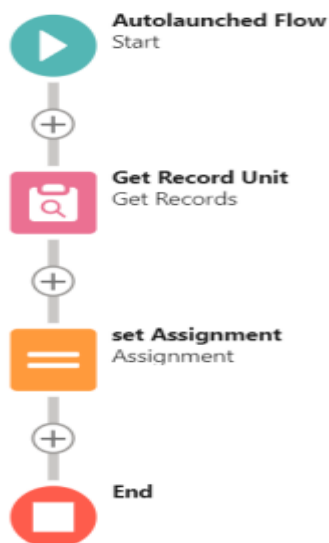 Autolaunched Flow
Start
Get Record Unit
Get Records
set Assignment
Assignment
End